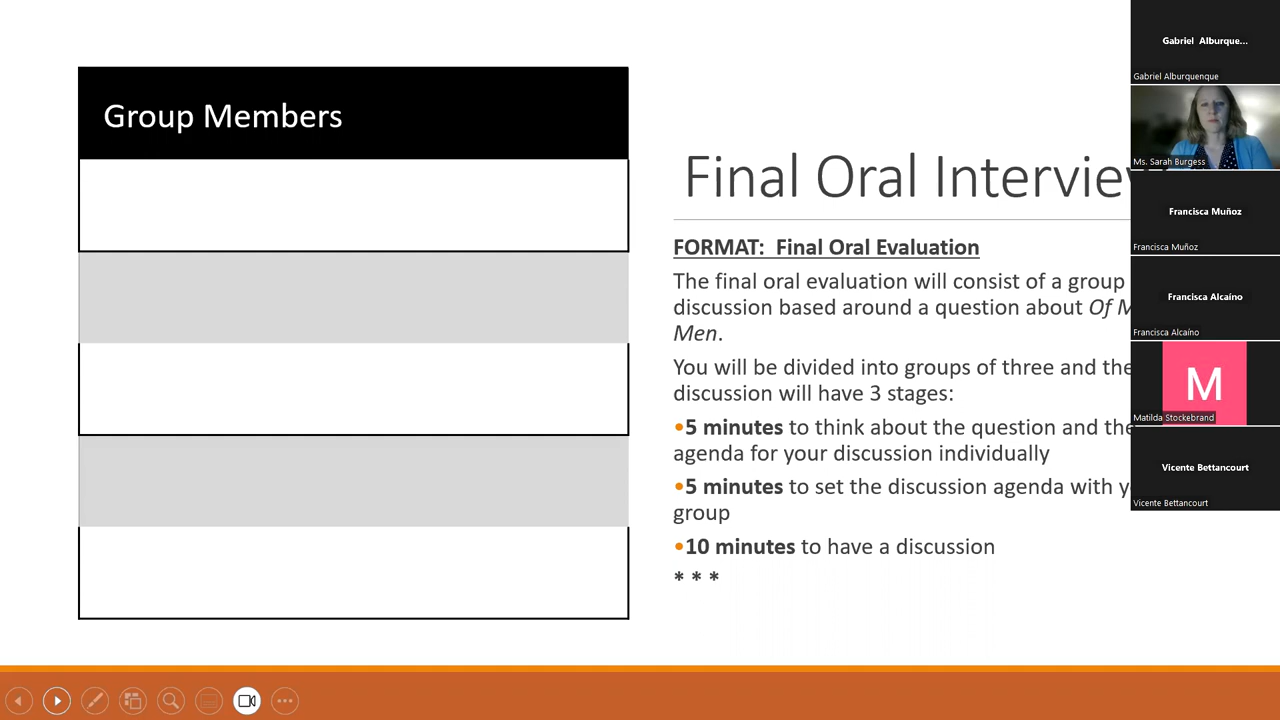 Group Members
Final Oral Intervie
FORMAT: Final Oral Evaluation
The final oral evaluation will consist of a group
discussion based around a question about Of M
Men.
You will be divided into groups of three and the
discussion will have 3 stages:
•5 minutes to think about the question and the
agenda for your discussion individually
•5 minutes to set the discussion agenda with y
group
•10 minutes to have a discussion
* * *
Gabriel Alburque...
Gabriel Alburquenque
Ms. Sarah Burgess
Francisca Muñoz
Francisca Muñoz
Francisca Alcaíno
Francisca Alcaíno
M
Matilda Stockebrand
Vicente Bettancourt
Vicente Bettancourt